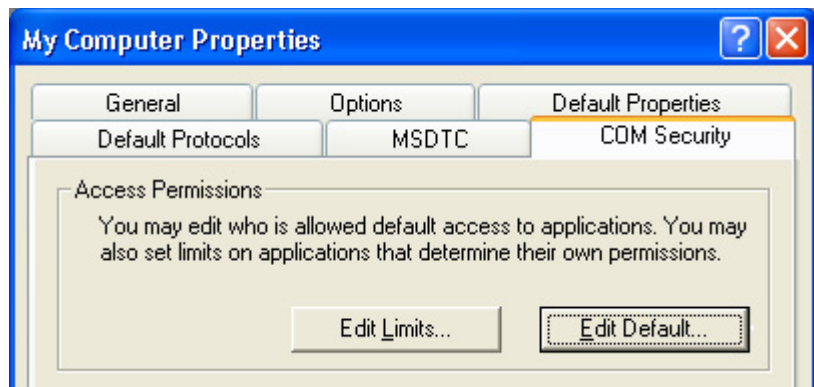 My Computer Properties
General Options Default Properties
Default Protocols MSDTC COM Security
Access Permissions
You may edit who is allowed default access to applications. You may
also set limits on applications that determine their own permissions.
Edit Limits... Edit Default...